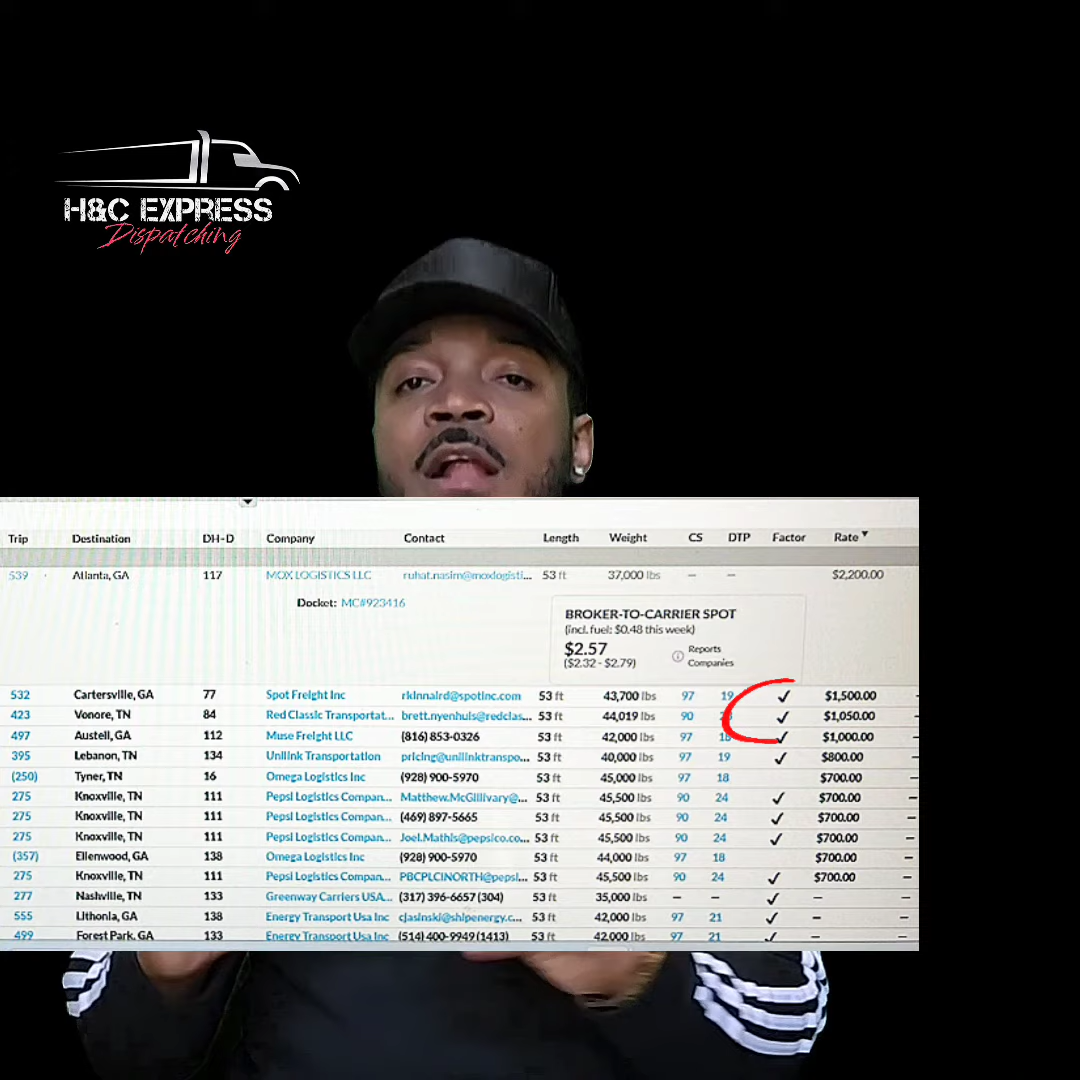 H&C EXPRESS
Dispatching
Trip Destination DH-D Company Contact Length Weight CS DTP Factor Rate
539 Atlanta, GA 117 MOX LOGISTICS LLC ruhat.nasim@moxlogisti... 53 ft 37,000 lbs – – $2,200.00
Docket: MC#923416
BROKER-TO-CARRIER SPOT
(incl. fuel: $0.48 this week)
$2.57 Reports
($2.32 - $2.79) Companies
532 Cartersville, GA 77 Spot Freight Inc rkinnaird@spotinc.com 53 ft 43,700 lbs 97 19 ✓ $1,500.00 –
423 Vonore, TN 84 Red Classic Transportat... brett.nyenhuis@redclas... 53 ft 44,019 lbs 90 ✓ $1,050.00 –
497 Austell, GA 112 Muse Freight LLC (816) 853-0326 53 ft 42,000 lbs 97 18 ✓ $1,000.00 –
395 Lebanon, TN 134 Unilink Transportation pricing@unilinktranspo... 53 ft 40,000 lbs 97 19 ✓ $800.00
(250) Tyner, TN 16 Omega Logistics Inc (928) 900-5970 53 ft 45,000 lbs 97 18 $700.00
275 Knoxville, TN 111 Pepsi Logistics Compan... Matthew.McGillivary@... 53 ft 45,500 lbs 90 24 ✓ $700.00 –
275 Knoxville, TN 111 Pepsi Logistics Compan... (469) 897-5665 53 ft 45,500 lbs 90 24 ✓ $700.00 –
275 Knoxville, TN 111 Pepsi Logistics Compan... Joel.Mathis@pepsico.co... 53 ft 45,500 lbs 90 24 ✓ $700.00 –
(357) Ellenwood, GA 138 Omega Logistics Inc (928) 900-5970 53 ft 44,000 lbs 97 18 $700.00 –
275 Knoxville, TN 111 Pepsi Logistics Compan... PBCPLCINORTH@pepsi... 53 ft 45,500 lbs 90 24 ✓ $700.00 –
277 Nashville, TN 133 Greenway Carriers USA... (317) 396-6657 (304) 53 ft 35,000 lbs – – ✓ – –
555 Lithonia, GA 138 Energy Transport Usa Inc cjasinski@shipenergy.c... 53 ft 42,000 lbs 97 21 ✓ – –
499 Forest Park, GA 133 Energy Transport Usa Inc (514) 400-9949 (1413) 53 ft 42,000 lbs 97 21 ✓ – –